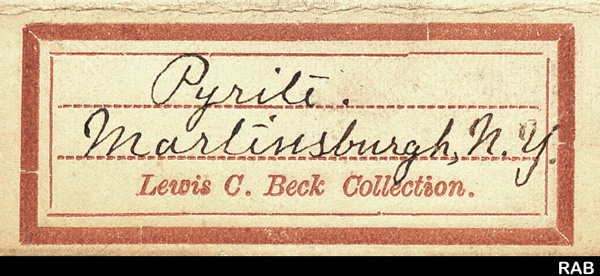 Pyrite.
Martinsburgh, N.Y.
Lewis C. Beck Collection.
RAB